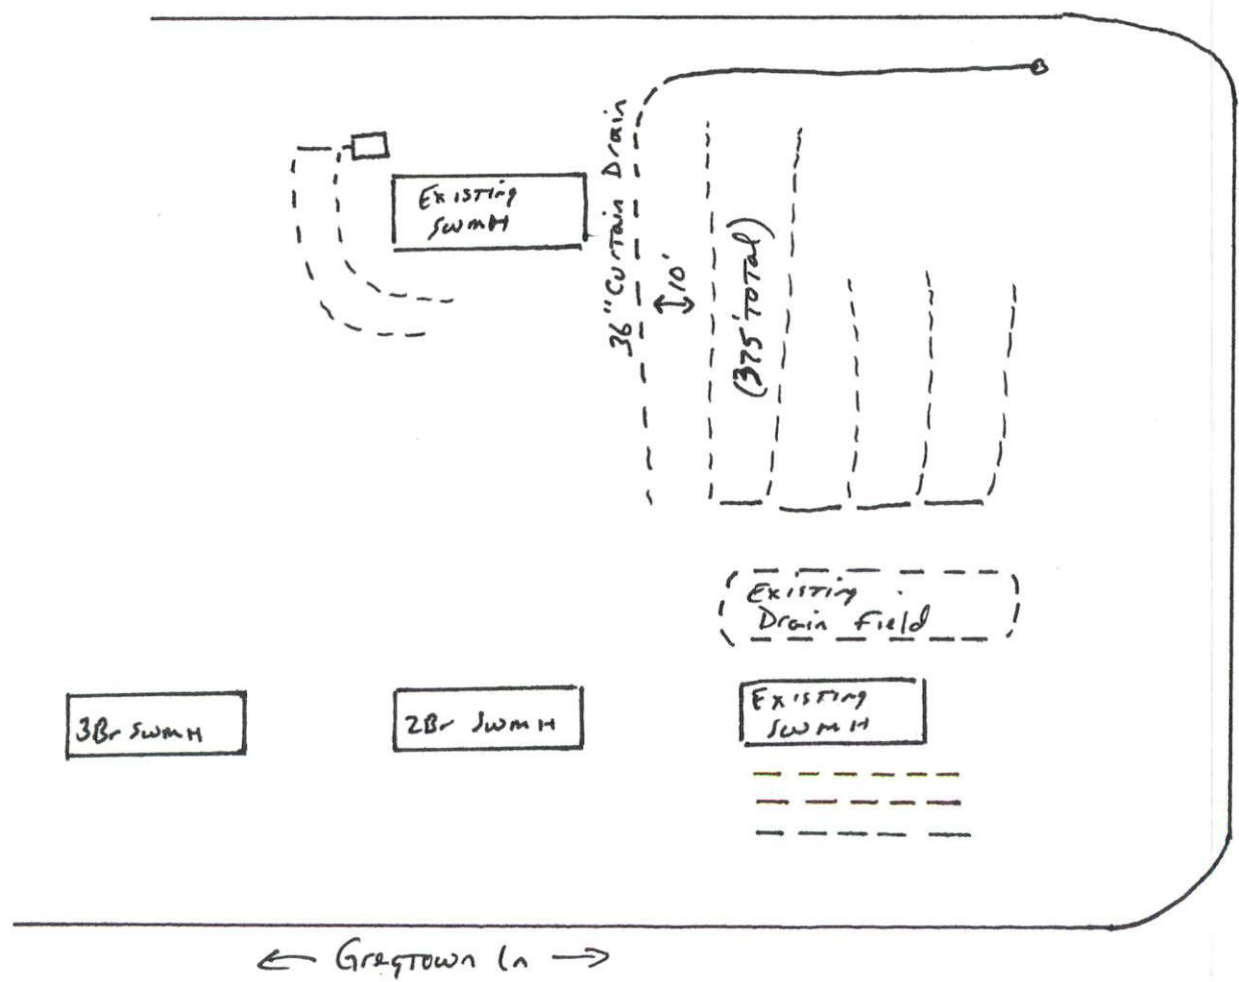 Existing
SWMH
36" Curtain Drain
10'
(375' TOTAL)
Existing
Drain Field
3Br SWMH
2Br SWMH
Existing
SWMH
← Gregtown Ln →